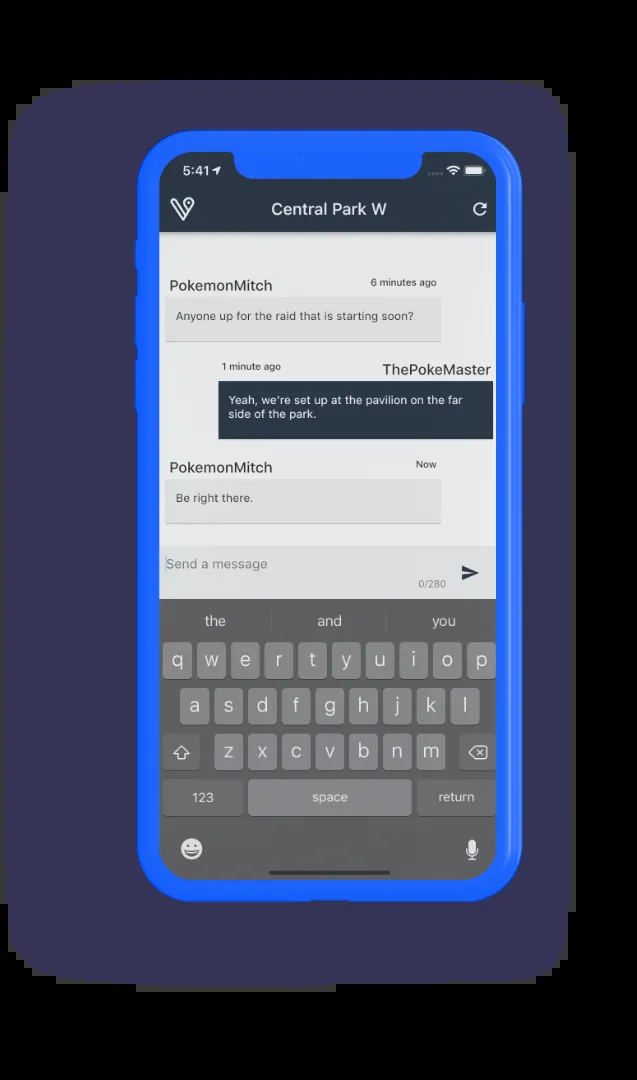 5:41
Central Park W
PokemonMitch
6 minutes ago
Anyone up for the raid that is starting soon?
1 minute ago
ThePokeMaster
Yeah, we're set up at the pavilion on the far
side of the park.
PokemonMitch
Now
Be right there.
Send a message
0/280
the and you
q w e r t y u i o p
a s d f g h j k l
z x c v b n m
123 space return